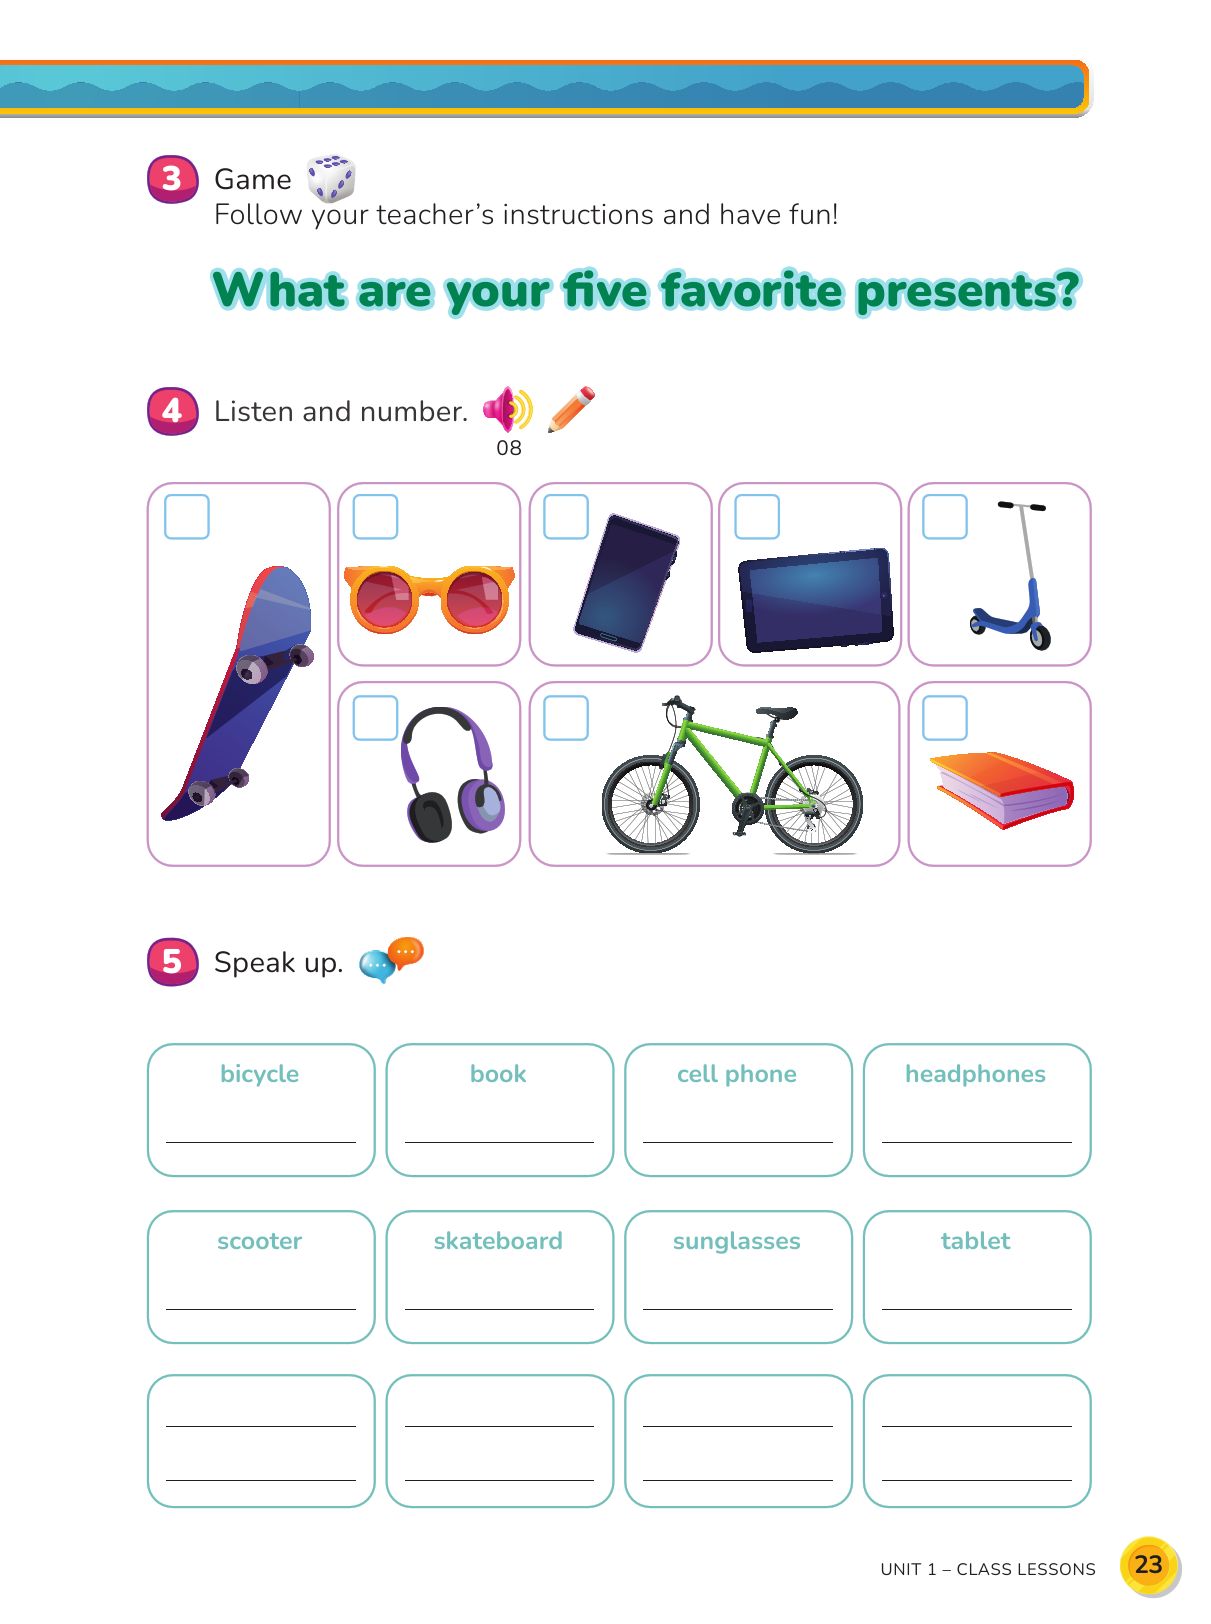 3 Game
Follow your teacher's instructions and have fun!
What are your five favorite presents?
4 Listen and number.
08
5 Speak up.
bicycle book cell phone headphones
scooter skateboard sunglasses tablet
UNIT 1 – CLASS LESSONS 23